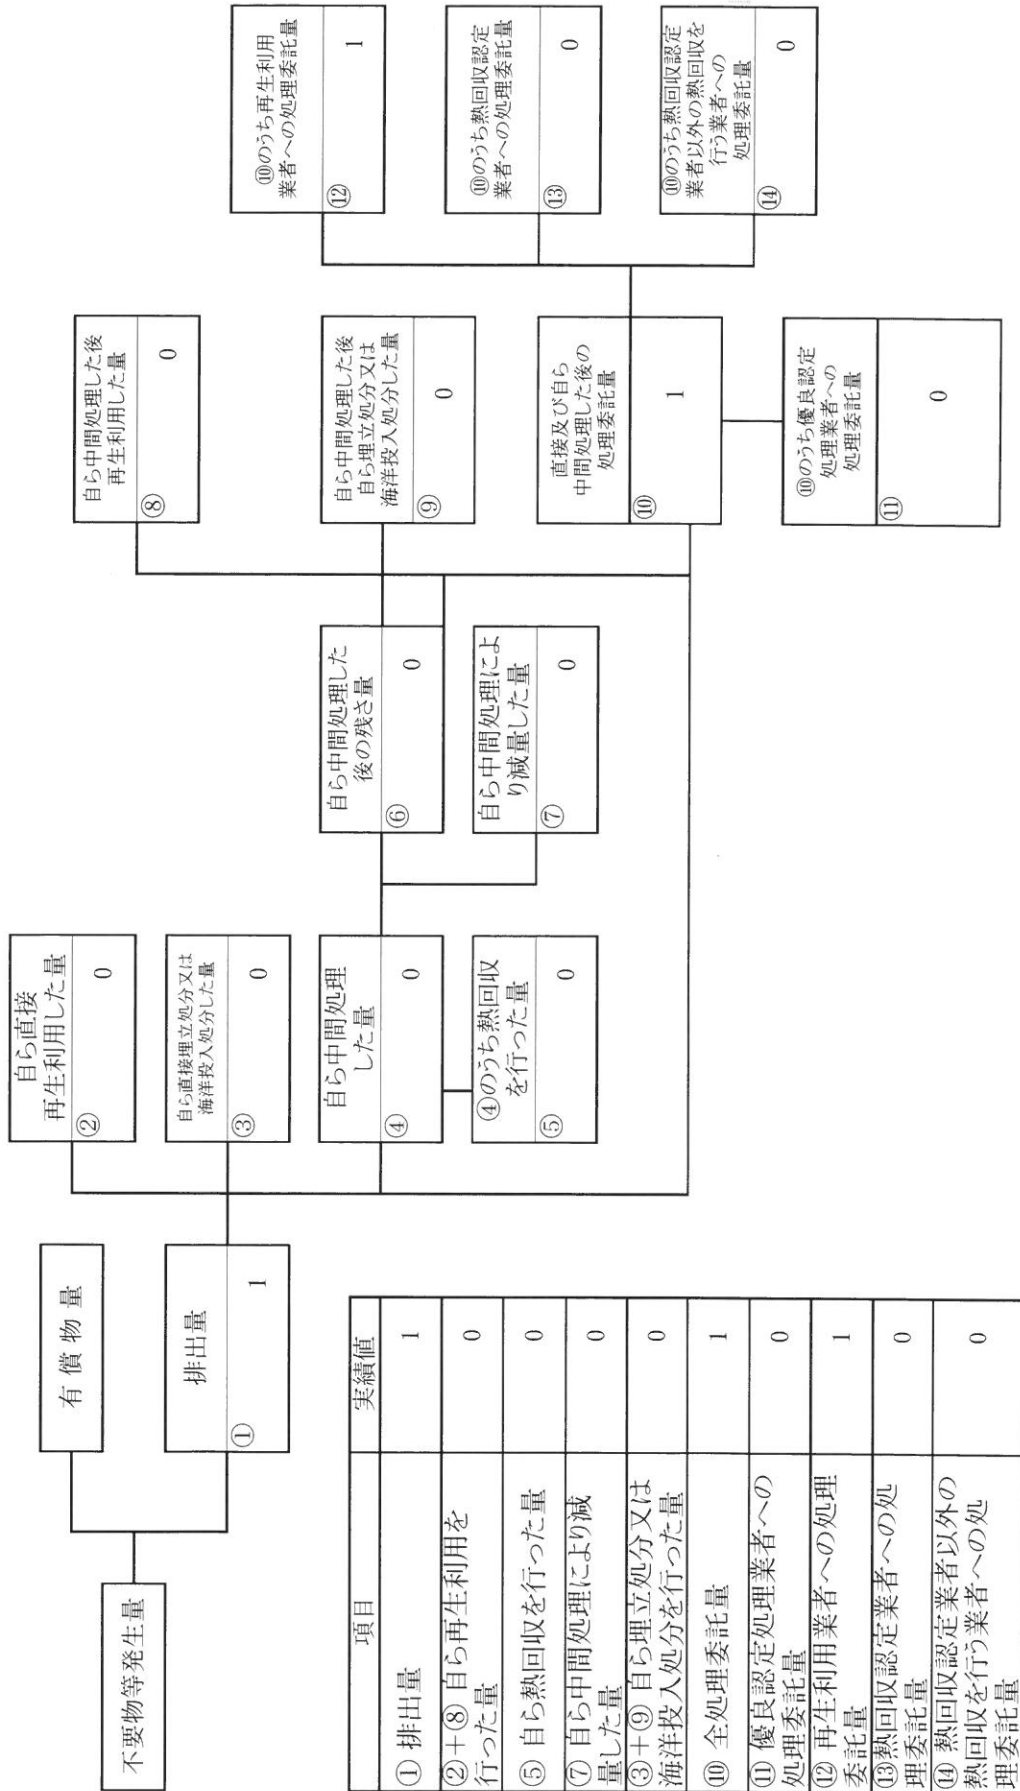 不要物等発生量
有償物量
排出量
①
1
自ら直接
再生利用した量
②
0
自ら直接埋立処分又は
海洋投入処分した量
③
0
自ら中間処理
した量
④
0
④のうち熱回収
を行った量
⑤
0
自ら中間処理した
後の残さ量
⑥
0
自ら中間処理によ
り減量した量
⑦
0
自ら中間処理した後
再生利用した量
⑧
0
自ら中間処理した後
自ら埋立処分又は
海洋投入処分した量
⑨
0
直接及び自ら
中間処理した後の
処理委託量
⑩
1
⑩のうち優良認定
処理業者への
処理委託量
⑪
0
⑩のうち再生利用
業者への処理委託量
⑫
1
⑩のうち熱回収認定
業者への処理委託量
⑬
0
⑩のうち熱回収認定
業者以外の熱回収を
行う業者への
処理委託量
⑭
0
項目 実績値
①排出量 1
②+⑧ 自ら再生利用を
行った量 0
⑤ 自ら熱回収を行った量 0
⑦ 自ら中間処理により減
量した量 0
③+⑨ 自ら埋立処分又は
海洋投入処分を行った量 0
⑩ 全処理委託量 1
⑪ 優良認定処理業者への
処理委託量 0
⑫ 再生利用業者への処理
委託量 1
⑬熱回収認定業者への処
理委託量 0
⑭ 熱回収認定業者以外の
熱回収を行う業者への処
理委託量 0